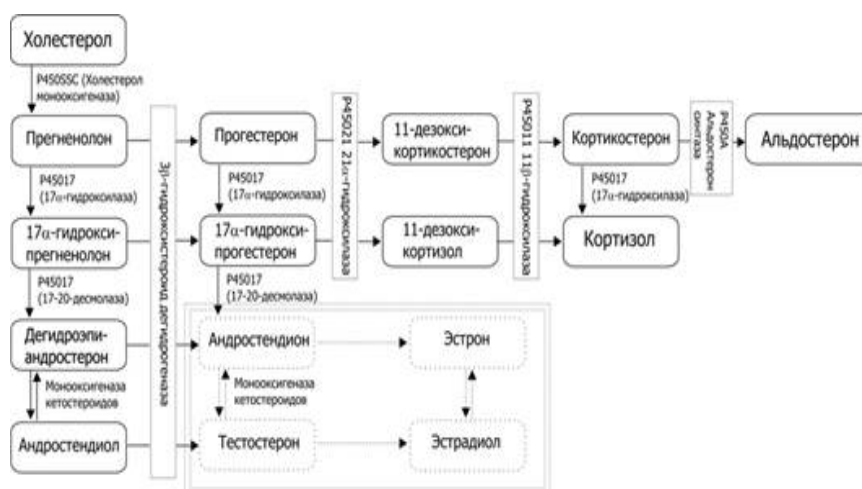 Холестерол
P450SSC (Холестерол
монооксигеназа)
Прегненолон
P45017
(17α-гидроксилаза)
17α-гидрокси-
прегненолон
P45017
(17-20-десмолаза)
Дегидроэпи-
андростерон
Монооксигеназа
кетостероидов
Андростендиол
3β-гидроксистероид дегидрогеназа
Прогестерон
P45017
(17α-гидроксилаза)
17α-гидрокси-
прогестерон
P45017
(17-20-десмолаза)
Андростендион
Монооксигеназа
кетостероидов
Тестостерон
P45021 21α-гидроксилаза
11-дезокси-
кортикостерон
11-дезокси-
кортизол
Эстрон
Эстрадиол
P45011 11β-гидроксилаза
Кортикостерон
P45017
(17α-гидроксилаза)
Кортизол
P450A
Альдостерон
синтаза
Альдостерон